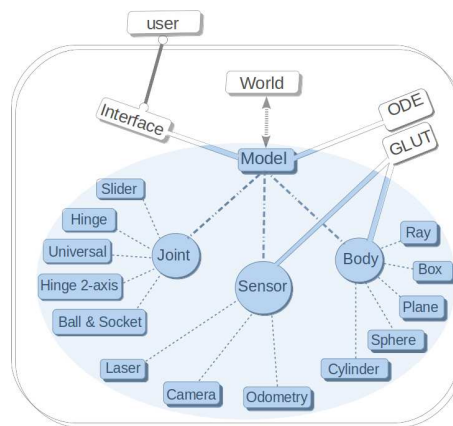 user
World
Interface
ODE
GLUT
Model
Slider
Hinge
Universal
Hinge 2-axis
Ball & Socket
Joint
Sensor
Body
Ray
Box
Plane
Sphere
Cylinder
Laser
Camera
Odometry